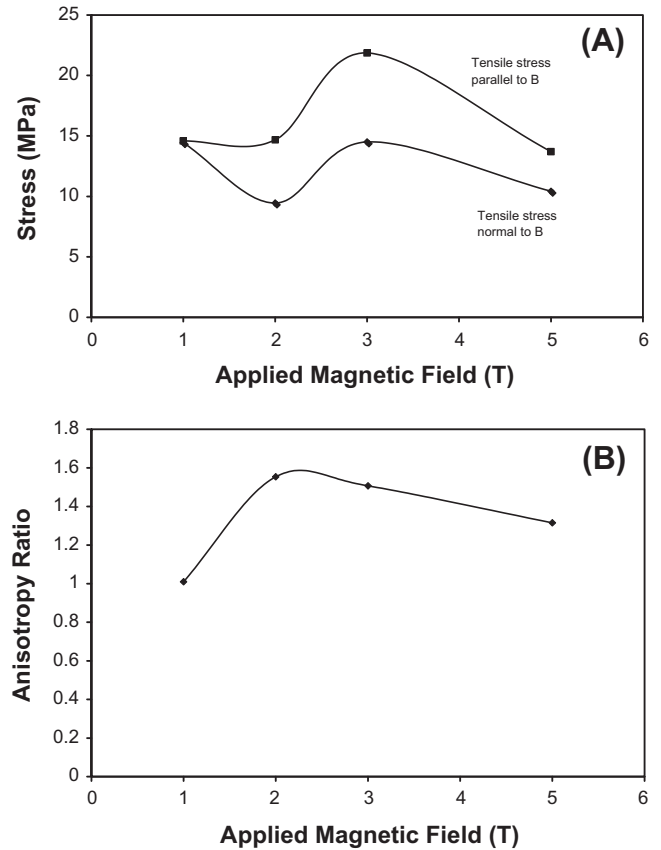 (A)
25
20
15
10
5
0
Stress (MPa)
Tensile stress
parallel to B
Tensile stress
normal to B
0 1 2 3 4 5 6
Applied Magnetic Field (T)
(B)
1.8
1.6
1.4
1.2
1
0.8
0.6
0.4
0.2
0
Anisotropy Ratio
0 1 2 3 4 5 6
Applied Magnetic Field (T)